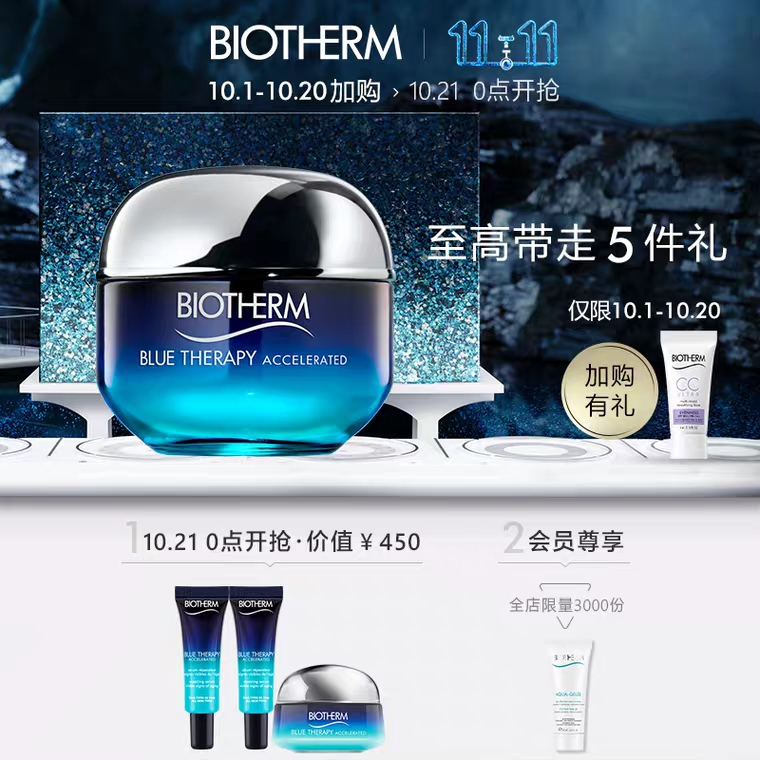 BIOTHERM 11.11
10.1-10.20加购 › 10.21 0点开抢
至高带走 5 件礼
仅限10.1-10.20
加购
有礼
BIOTHERM
BLUE THERAPY ACCELERATED
BIOTHERM
CC
1 10.21 0点开抢·价值￥450
2 会员尊享
全店限量3000份
BIOTHERM
BLUE THERAPY
ACCELERATED
BIOTHERM
BLUE THERAPY
ACCELERATED
BIOTHERM
BLUE THERAPY ACCELERATED
BIOTHERM